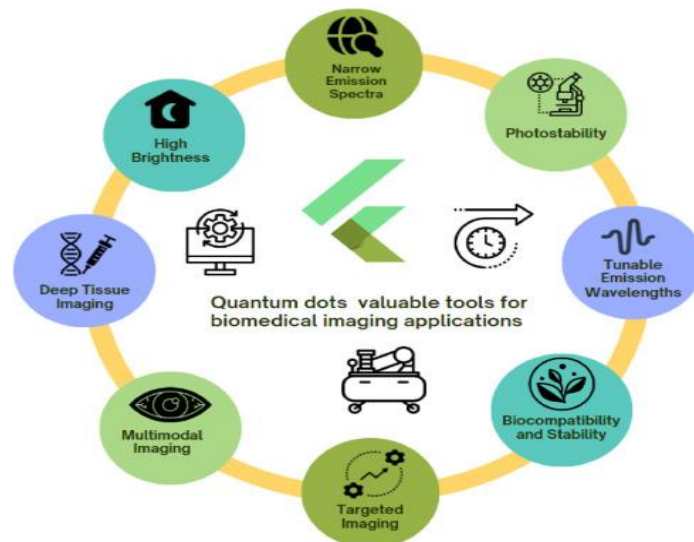 Narrow
Emission
Spectra
Photostability
Tunable
Emission
Wavelengths
Biocompatibility
and Stability
Targeted
Imaging
Multimodal
Imaging
Deep Tissue
Imaging
High
Brightness
Quantum dots valuable tools for
biomedical imaging applications